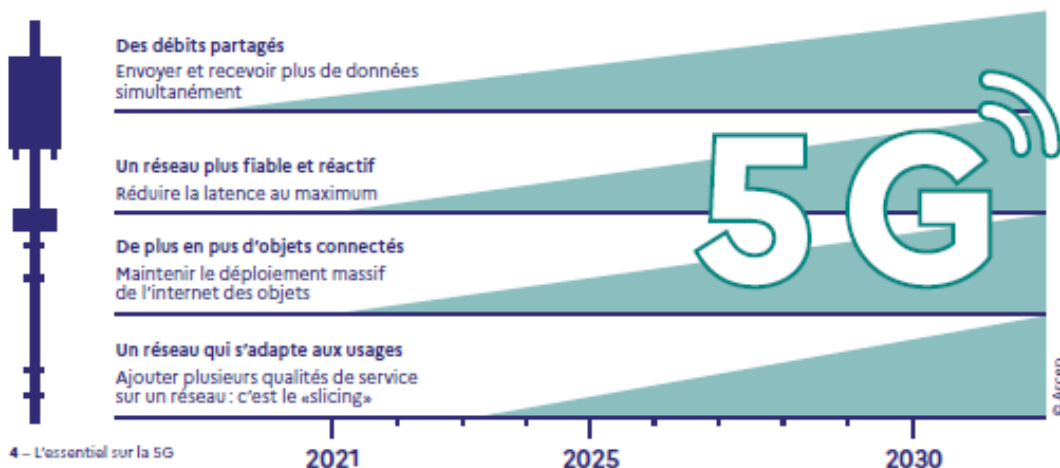 Des débits partagés
Envoyer et recevoir plus de données
simultanément
Un réseau plus fiable et réactif
Réduire la latence au maximum
5G
De plus en pus d'objets connectés
Maintenir le déploiement massif
de l'internet des objets
Un réseau qui s'adapte aux usages
Ajouter plusieurs qualités de service
sur un réseau : c'est le «slicing»
© Arcep
4 – L'essentiel sur la 5G
2021
2025
2030